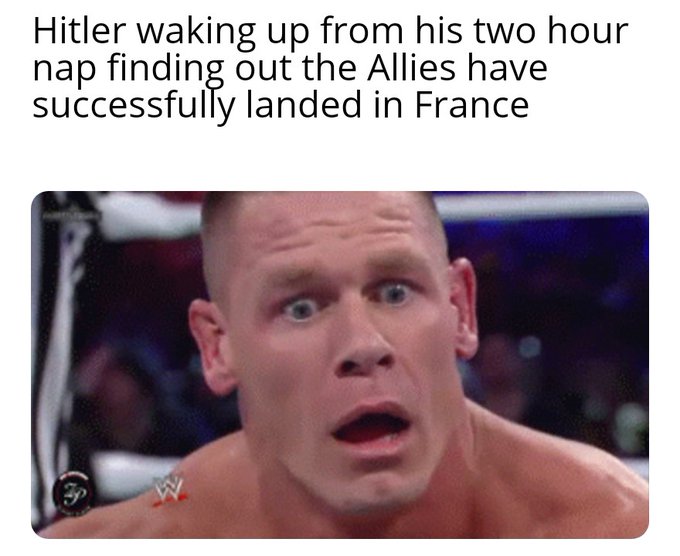 Hitler waking up from his two hour
nap finding out the Allies have
successfully landed in France
W